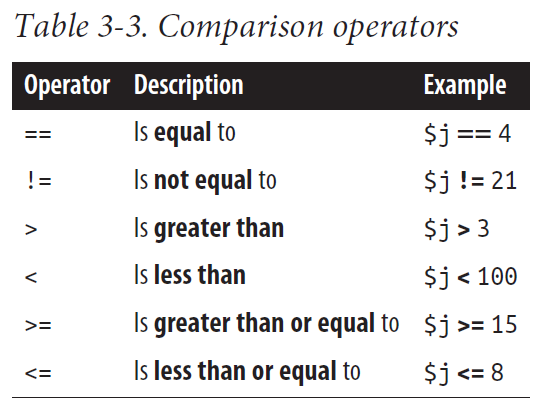 Table 3-3. Comparison operators
Operator Description Example
== Is equal to $j == 4
!= Is not equal to $j != 21
> Is greater than $j > 3
< Is less than $j < 100
>= Is greater than or equal to $j >= 15
<= Is less than or equal to $j <= 8